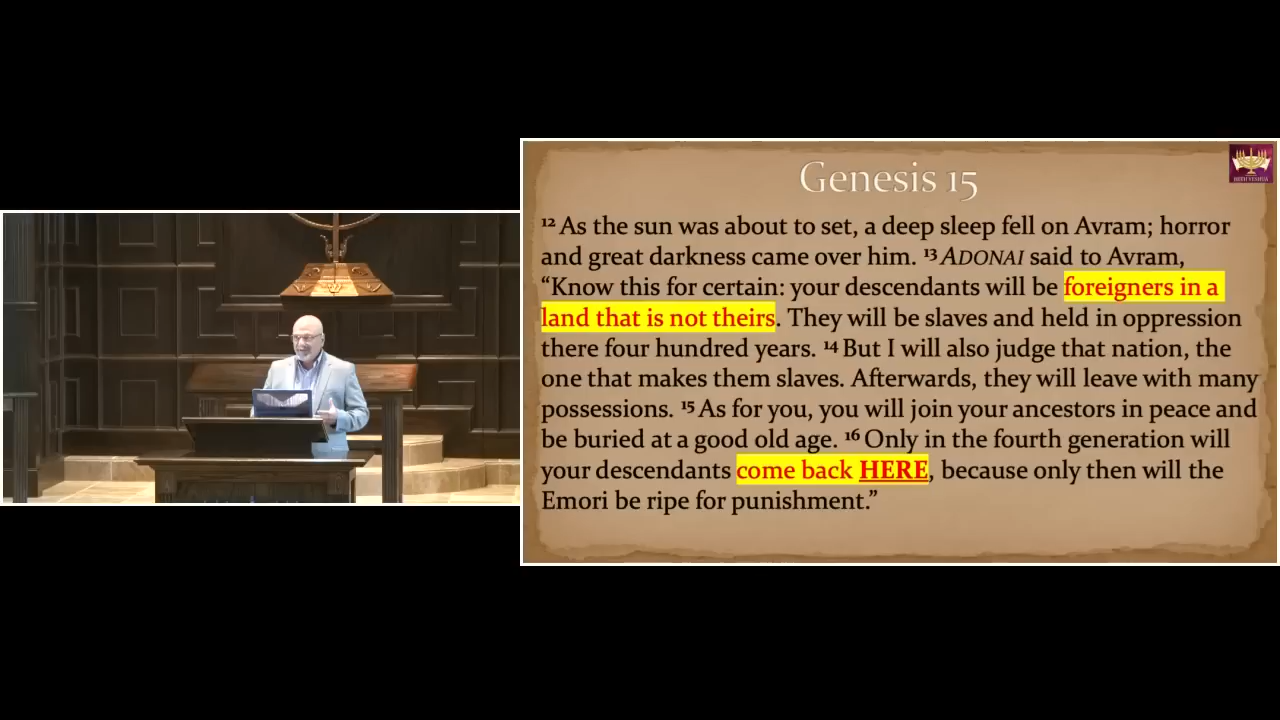 Genesis 15
BETH YESHUA
¹² As the sun was about to set, a deep sleep fell on Avram; horror
and great darkness came over him. ¹³ ADONAI said to Avram,
“Know this for certain: your descendants will be foreigners in a
land that is not theirs. They will be slaves and held in oppression
there four hundred years. ¹⁴ But I will also judge that nation, the
one that makes them slaves. Afterwards, they will leave with many
possessions. ¹⁵ As for you, you will join your ancestors in peace and
be buried at a good old age. ¹⁶ Only in the fourth generation will
your descendants come back HERE, because only then will the
Emori be ripe for punishment.”